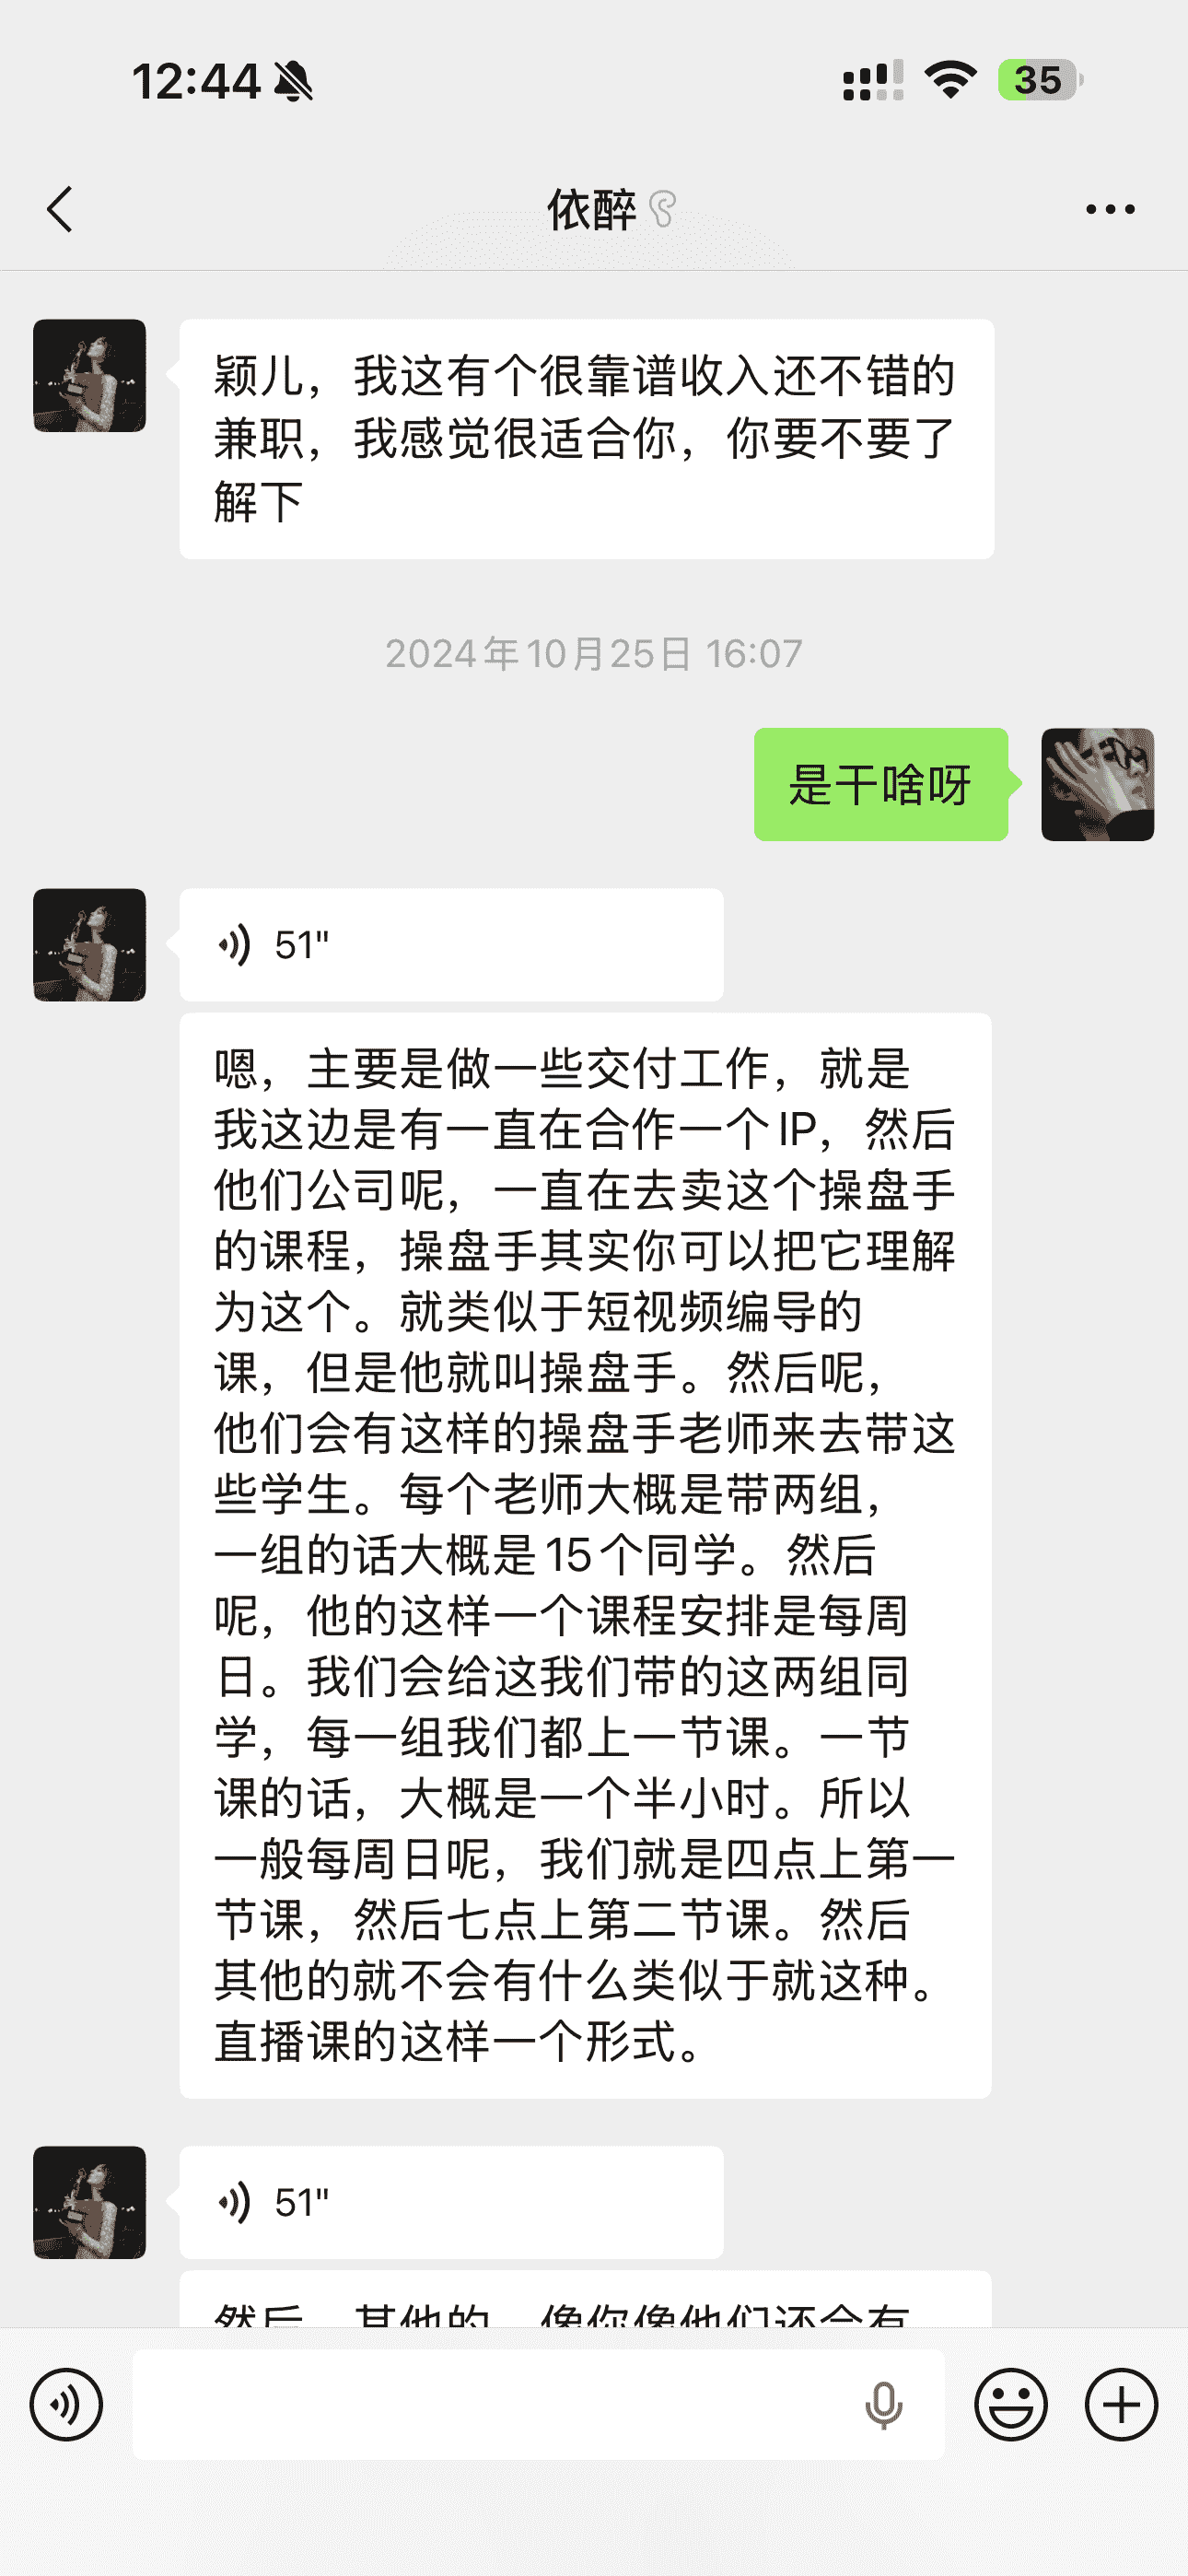 12:44
35
依醉
颖儿，我这有个很靠谱收入还不错的
兼职，我感觉很适合你，你要不要了
解下
2024年10月25日 16:07
是干啥呀
51"
嗯，主要是做一些交付工作，就是
我这边是有一直在合作一个IP，然后
他们公司呢，一直在去卖这个操盘手
的课程，操盘手其实你可以把它理解
为这个。就类似于短视频编导的
课，但是他就叫操盘手。然后呢，
他们会有这样的操盘手老师来去带这
些学生。每个老师大概是带两组，
一组的话大概是15个同学。然后
呢，他的这样一个课程安排是每周
日。我们会给这我们带的这两组同
学，每一组我们都上一节课。一节
课的话，大概是一个半小时。所以
一般每周日呢，我们就是四点上第一
节课，然后七点上第二节课。然后
其他的就不会有什么类似于就这种。
直播课的这样一个形式。
51"
然后，其他的，像你像他们还会有